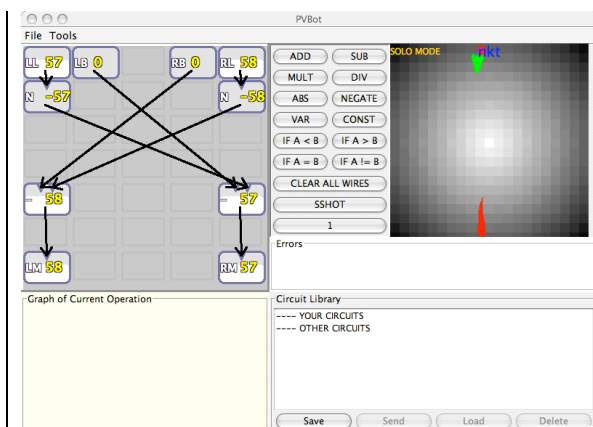 PVBot
File Tools
LL 57 LB 0 RB 0 RL 58
N -57 N -58
- 58 - 57
LM 58 RM 57
ADD SUB
MULT DIV
ABS NEGATE
VAR CONST
IF A < B IF A > B
IF A = B IF A != B
CLEAR ALL WIRES
SSHOT
1
SOLO MODE nkt
Errors
Graph of Current Operation
Circuit Library
---- YOUR CIRCUITS
---- OTHER CIRCUITS
Save Send Load Delete